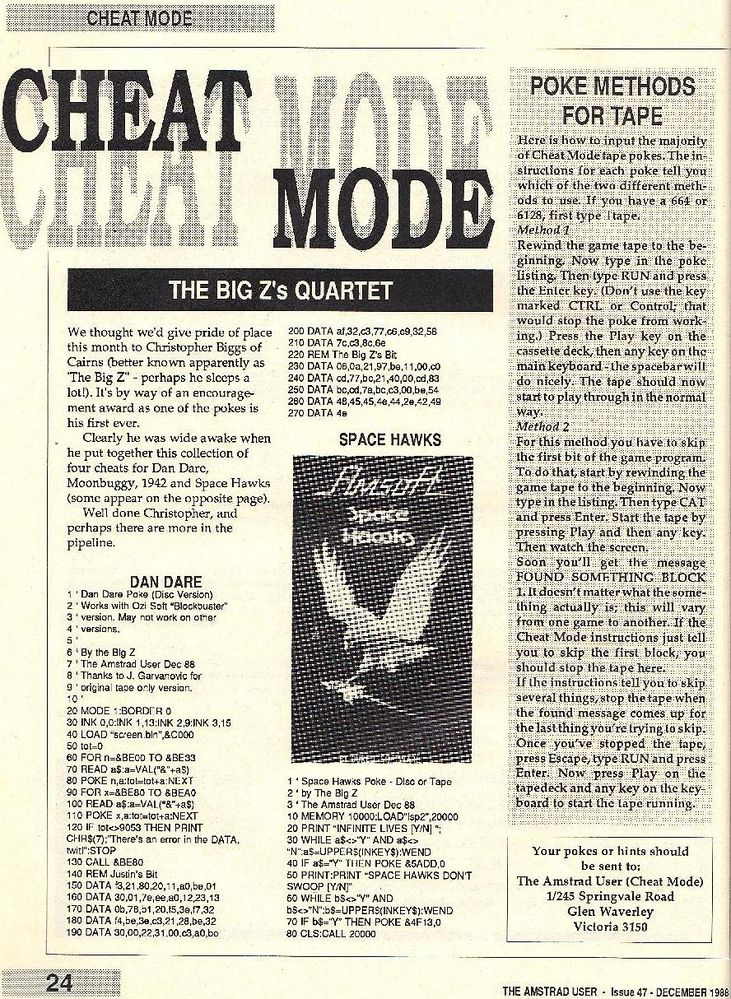 CHEAT MODE
CHEAT
MODE
THE BIG Z's QUARTET
We thought we'd give pride of place
this month to Christopher Biggs of
Cairns (better known apparently as
'The Big Z" - perhaps he sleeps a
lot!). It's by way of an encourage-
ment award as one of the pokes is
his first ever.
Clearly he was wide awake when
he put together this collection of
four cheats for Dan Dare,
Moonbuggy, 1942 and Space Hawks
(some appear on the opposite page).
Well done Christopher, and
perhaps there are more in the
pipeline.
DAN DARE
1 ' Dan Dare Poke (Disc Version)
2 ' Works with Ozi Soft "Blockbuster"
3 ' version. May not work on other
4 ' versions.
5 '
6 ' By the Big Z
7 ' The Amstrad User Dec 88
8 ' Thanks to J. Garvanovic for
9 ' original tape only version.
10 '
20 MODE 1:BORDER 0
30 INK 0,0:INK 1,13:INK 2,9:INK 3,15
40 LOAD "screen.bin",&C000
50 tot=0
60 FOR n=&BE00 TO &BE33
70 READ a$:a=VAL("&"+a$)
80 POKE n,a:tot=tot+a:NEXT
90 FOR x=&BE80 TO &BEA0
100 READ a$:a=VAL("&"+a$)
110 POKE x,a:tot=tot+a:NEXT
120 IF tot<>9053 THEN PRINT
CHR$(7);"There's an error in the DATA,
twit!":STOP
130 CALL &BE80
140 REM Justin's Bit
150 DATA f3,21,80,20,11,a0,be,01
160 DATA 30,01,7e,ee,a0,12,23,13
170 DATA 0b,78,b1,20,f5,3e,f7,32
180 DATA f4,be,3e,c3,21,28,be,32
190 DATA 30,00,22,31,00,c3,a0,be
200 DATA af,32,c3,77,c6,c9,32,58
210 DATA 7c,c3,8c,6e
220 REM The Big Z's Bit
230 DATA 06,0a,21,97,be,11,00,c0
240 DATA cd,77,bc,21,40,00,cd,83
250 DATA bc,cd,7a,bc,c3,00,be,54
260 DATA 48,45,45,4e,44,2e,42,49
270 DATA 4e
SPACE HAWKS
Amsoft
Space
Hawks
1 ' Space Hawks Poke - Disc or Tape
2 ' by The Big Z
3 ' The Amstrad User Dec 88
10 MEMORY 10000:LOAD"lsp2",20000
20 PRINT "INFINITE LIVES [Y/N] ";
30 WHILE a$<>"Y" AND a$<>
"N":a$=UPPER$(INKEY$):WEND
40 IF a$="Y" THEN POKE &5ADD,0
50 PRINT:PRINT "SPACE HAWKS DON'T
SWOOP [Y/N]"
60 WHILE b$<>"Y" AND
b$<>"N":b$=UPPER$(INKEY$):WEND
70 IF b$="Y" THEN POKE &4F13,0
80 CLS:CALL 20000
POKE METHODS
FOR TAPE
Here is how to input the majority
of Cheat Mode tape pokes. The in-
structions for each poke tell you
which of the two different meth-
ods to use. If you have a 664 or
6128, first type |tape.
Method 1
Rewind the game tape to the be-
ginning. Now type in the poke
listing. Then type RUN and press
the Enter key. (Don't use the key
marked CTRL or Control; that
would stop the poke from work-
ing.) Press the Play key on the
cassette deck, then any key on the
main keyboard - the spacebar will
do nicely. The tape should now
start to play through in the normal
way.
Method 2
For this method you have to skip
the first bit of the game program.
To do that, start by rewinding the
game tape to the beginning. Now
type in the listing. Then type CAT
and press Enter. Start the tape by
pressing Play and then any key.
Then watch the screen.
Soon you'll get the message
FOUND SOMETHING BLOCK
1. It doesn't matter what the some-
thing actually is; this will vary
from one game to another. If the
Cheat Mode instructions just tell
you to skip the first block, you
should stop the tape here.
If the instructions tell you to skip
several things, stop the tape when
the found message comes up for
the last thing you're trying to skip.
Once you've stopped the tape,
press Escape, type RUN and press
Enter. Now press Play on the
tapedeck and any key on the key-
board to start the tape running.
Your pokes or hints should
be sent to:
The Amstrad User (Cheat Mode)
1/245 Springvale Road
Glen Waverley
Victoria 3150
24
THE AMSTRAD USER - Issue 47 - DECEMBER 1988